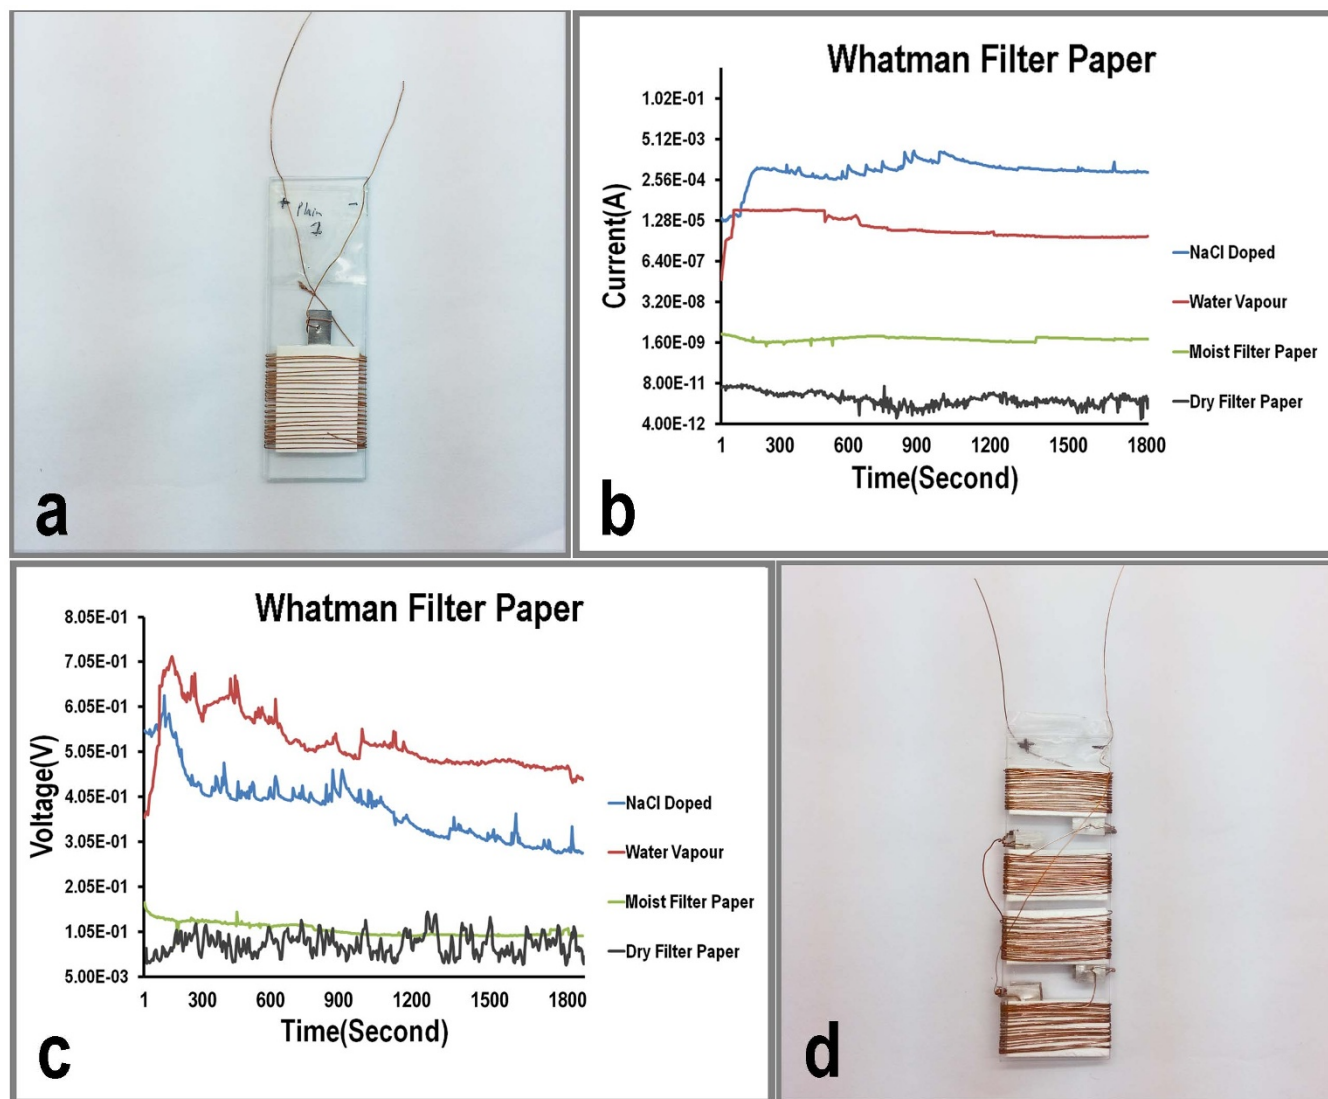 + Plain -
a
Whatman Filter Paper
1.02E-01
5.12E-03
2.56E-04
1.28E-05
6.40E-07
3.20E-08
1.60E-09
8.00E-11
4.00E-12
Current(A)
1 300 600 900 1200 1500 1800
Time(Second)
NaCl Doped
Water Vapour
Moist Filter Paper
Dry Filter Paper
b
Whatman Filter Paper
8.05E-01
7.05E-01
6.05E-01
5.05E-01
4.05E-01
3.05E-01
2.05E-01
1.05E-01
5.00E-03
Voltage(V)
1 300 600 900 1200 1500 1800
Time(Second)
NaCl Doped
Water Vapour
Moist Filter Paper
Dry Filter Paper
c
+ -
d